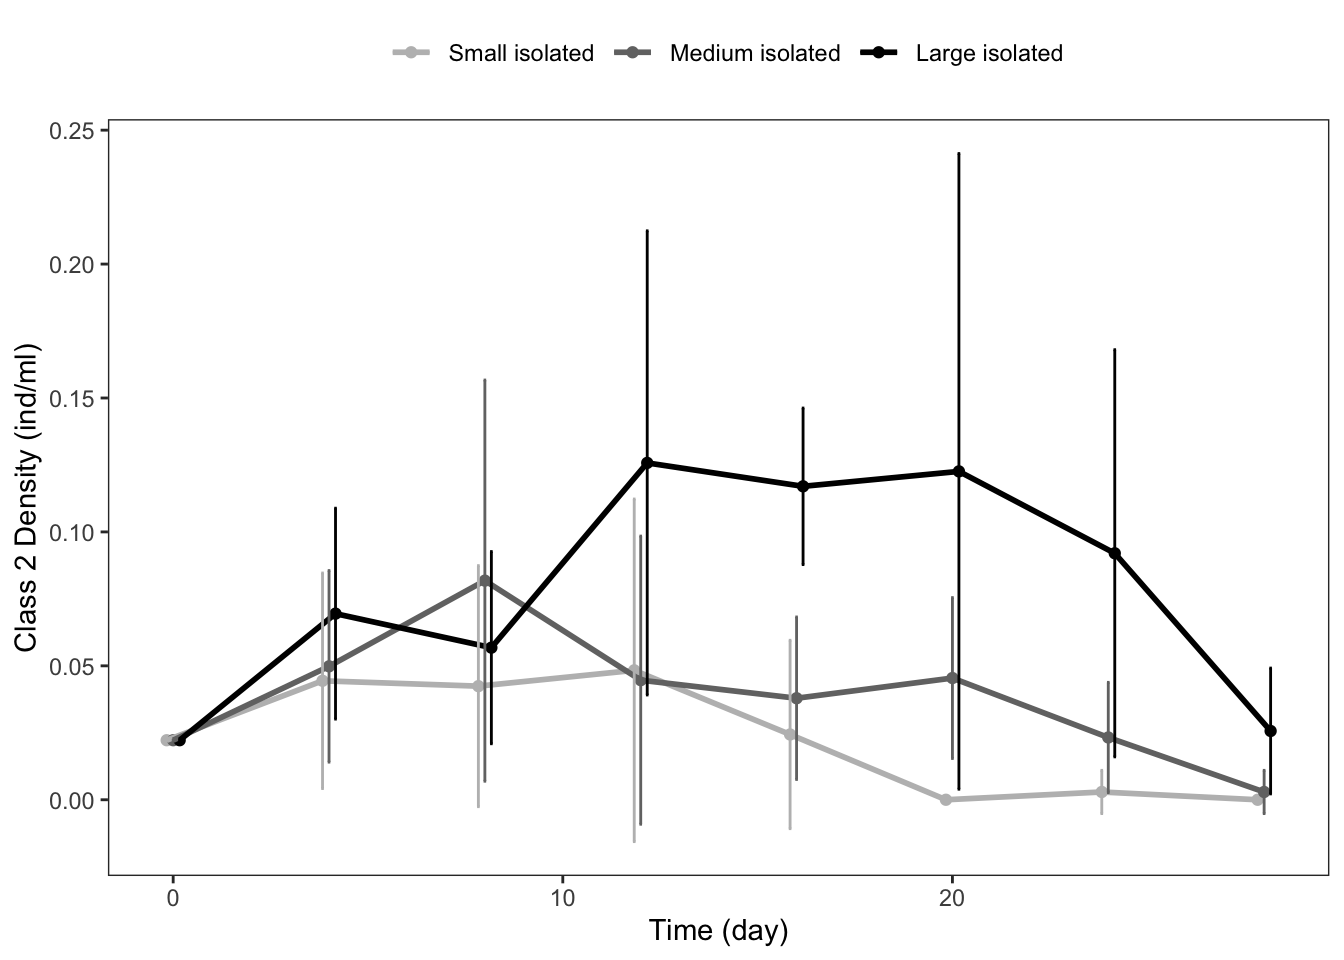 Small isolated Medium isolated Large isolated
0.25
0.20
0.15
0.10
0.05
0.00
Class 2 Density (ind/ml)
0 10 20
Time (day)